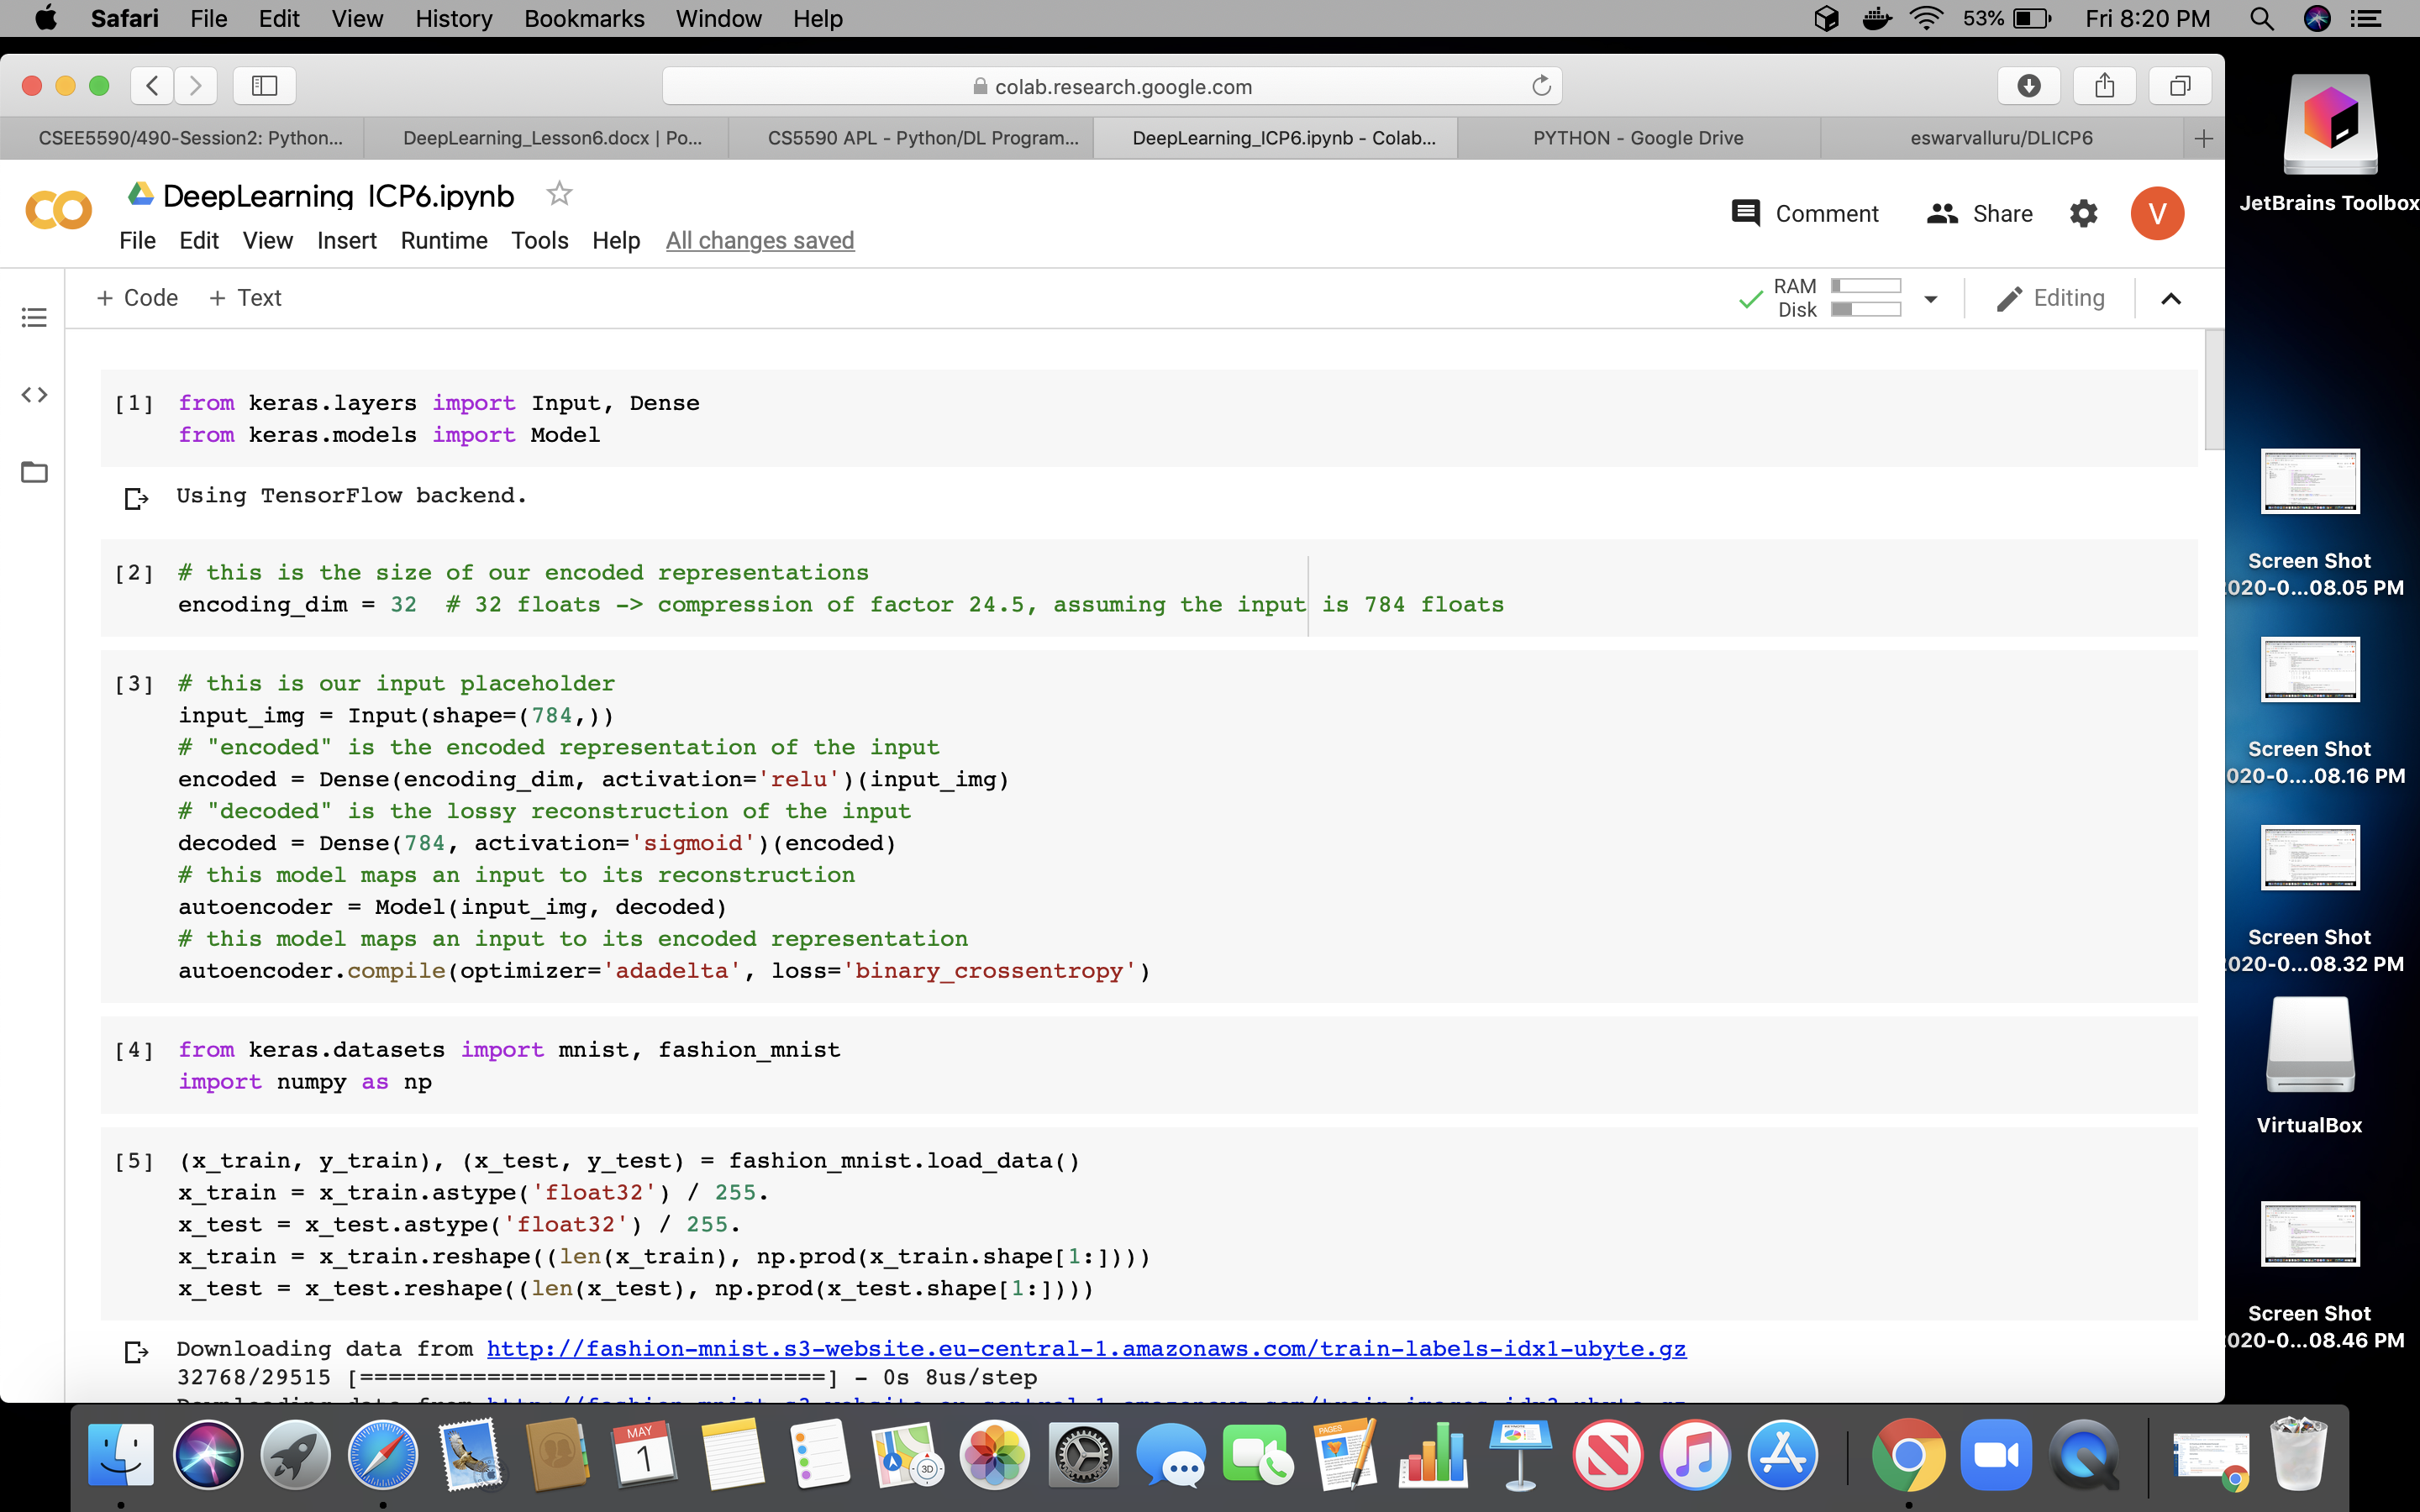 Safari File Edit View History Bookmarks Window Help 53% Fri 8:20 PM
colab.research.google.com
CSEE5590/490-Session2: Python... DeepLearning_Lesson6.docx | Po... CS5590 APL - Python/DL Program... DeepLearning_ICP6.ipynb - Colab... PYTHON - Google Drive eswarvalluru/DLICP6
DeepLearning_ICP6.ipynb
Comment Share V
File Edit View Insert Runtime Tools Help All changes saved
+ Code + Text
RAM
Disk
Editing
[1] from keras.layers import Input, Dense
from keras.models import Model
Using TensorFlow backend.
[2] # this is the size of our encoded representations
encoding_dim = 32 # 32 floats -> compression of factor 24.5, assuming the input is 784 floats
[3] # this is our input placeholder
input_img = Input(shape=(784,))
# "encoded" is the encoded representation of the input
encoded = Dense(encoding_dim, activation='relu')(input_img)
# "decoded" is the lossy reconstruction of the input
decoded = Dense(784, activation='sigmoid')(encoded)
# this model maps an input to its reconstruction
autoencoder = Model(input_img, decoded)
# this model maps an input to its encoded representation
autoencoder.compile(optimizer='adadelta', loss='binary_crossentropy')
[4] from keras.datasets import mnist, fashion_mnist
import numpy as np
[5] (x_train, y_train), (x_test, y_test) = fashion_mnist.load_data()
x_train = x_train.astype('float32') / 255.
x_test = x_test.astype('float32') / 255.
x_train = x_train.reshape((len(x_train), np.prod(x_train.shape[1:])))
x_test = x_test.reshape((len(x_test), np.prod(x_test.shape[1:])))
Downloading data from http://fashion-mnist.s3-website.eu-central-1.amazonaws.com/train-labels-idx1-ubyte.gz
32768/29515 [=================================] - 0s 8us/step
JetBrains Toolbox
Screen Shot
2020-0...08.05 PM
Screen Shot
020-0....08.16 PM
Screen Shot
2020-0...08.32 PM
VirtualBox
Screen Shot
2020-0...08.46 PM
MAY
1
3D
PAGES